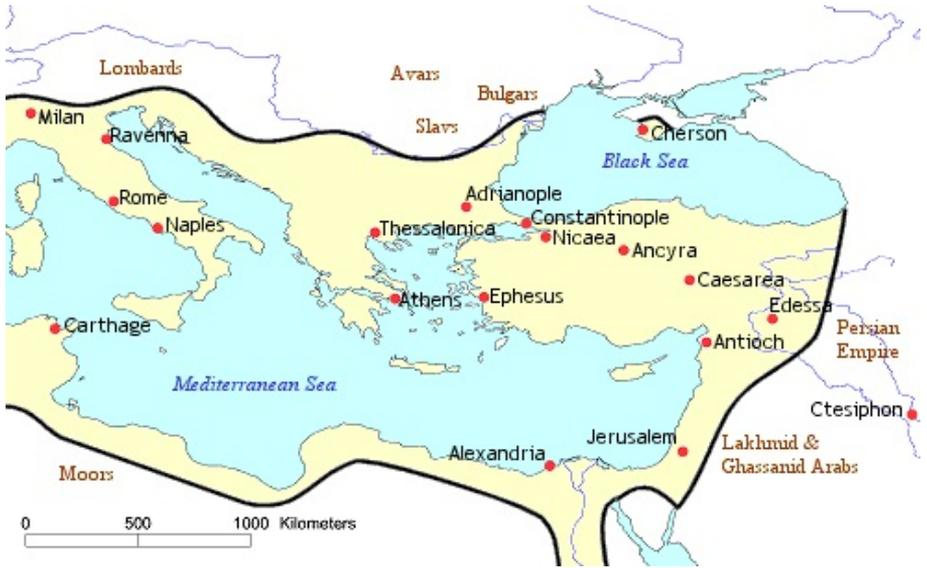 Lombards
Avars
Bulgars
Slavs
Milan
Ravenna
Cherson
Black Sea
Rome
Adrianople
Naples
Constantinople
Thessalonica
Nicaea
Ancyra
Caesarea
Athens
Ephesus
Edessa
Carthage
Persian
Empire
Antioch
Mediterranean Sea
Ctesiphon
Jerusalem
Alexandria
Lakhmid &
Ghassanid Arabs
Moors
0 500 1000 Kilometers